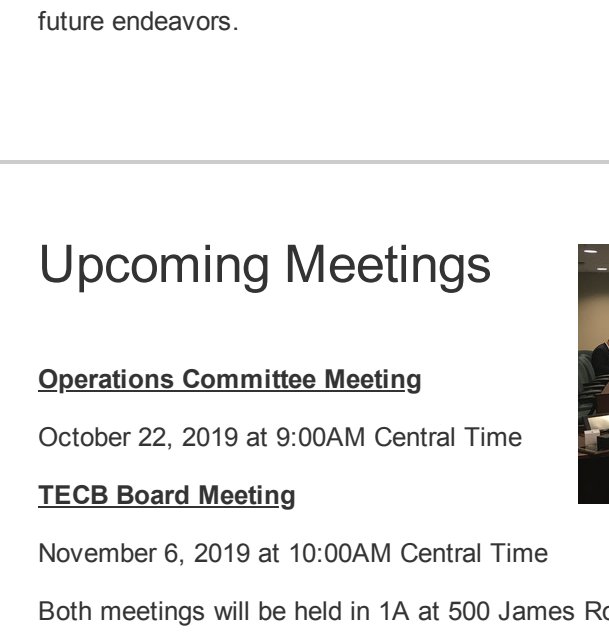 future endeavors.
Upcoming Meetings
Operations Committee Meeting
October 22, 2019 at 9:00AM Central Time
TECB Board Meeting
November 6, 2019 at 10:00AM Central Time
Both meetings will be held in 1A at 500 James